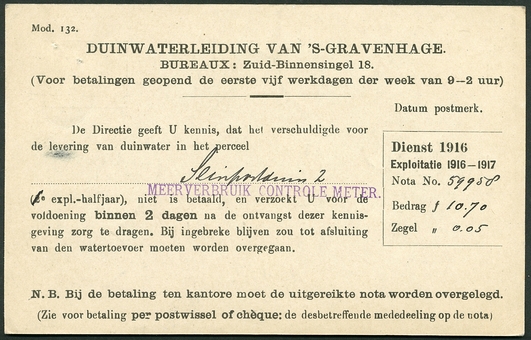 Mod. 132.
DUINWATERLEIDING VAN 'S-GRAVENHAGE.
BUREAUX: Zuid-Binnensingel 18.
(Voor betalingen geopend de eerste vijf werkdagen der week van 9–2 uur)
Datum postmerk.
De Directie geeft U kennis, dat het verschuldigde voor
de levering van duinwater in het perceel
2
MEERVERBRUIK CONTROLE METER.
expl.-halfjaar), niet is betaald, en verzoekt U voor de
voldoening binnen 2 dagen na de ontvangst dezer kennis-
geving zorg te dragen. Bij ingebreke blijven zou tot afsluiting
van den watertoevoer moeten worden overgegaan.
Dienst 1916
Exploitatie 1916–1917
Nota No. 59958
Bedrag ƒ 10.70
Zegel „ 0.05
N. B. Bij de betaling ten kantore moet de uitgereikte nota worden overgelegd.
(Zie voor betaling per postwissel of chèque: de desbetreffende mededeeling op de nota)